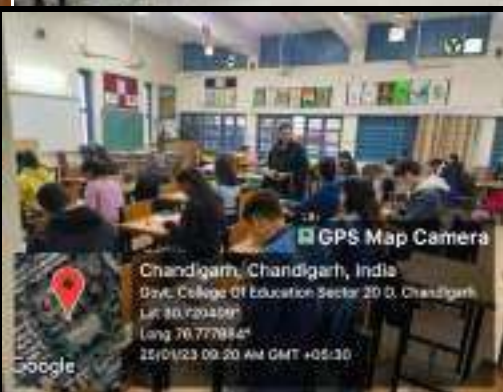 GPS Map Camera
Chandigarh, Chandigarh, India
Govt. College Of Education Sector 20 D, Chandigarh
Lat 30.720409°
Long 76.777884°
25/01/23 09:20 AM GMT +05:30
Google